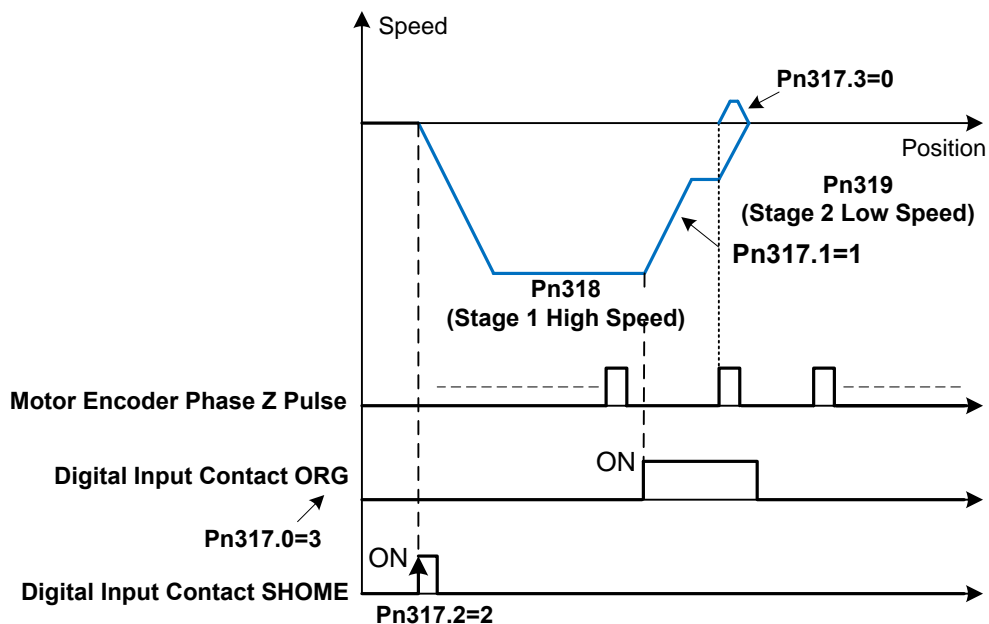 Speed
Pn317.3=0
Position
Pn319
(Stage 2 Low Speed)
Pn317.1=1
Pn318
(Stage 1 High Speed)
Motor Encoder Phase Z Pulse
ON
Digital Input Contact ORG
Pn317.0=3
ON
Digital Input Contact SHOME
Pn317.2=2